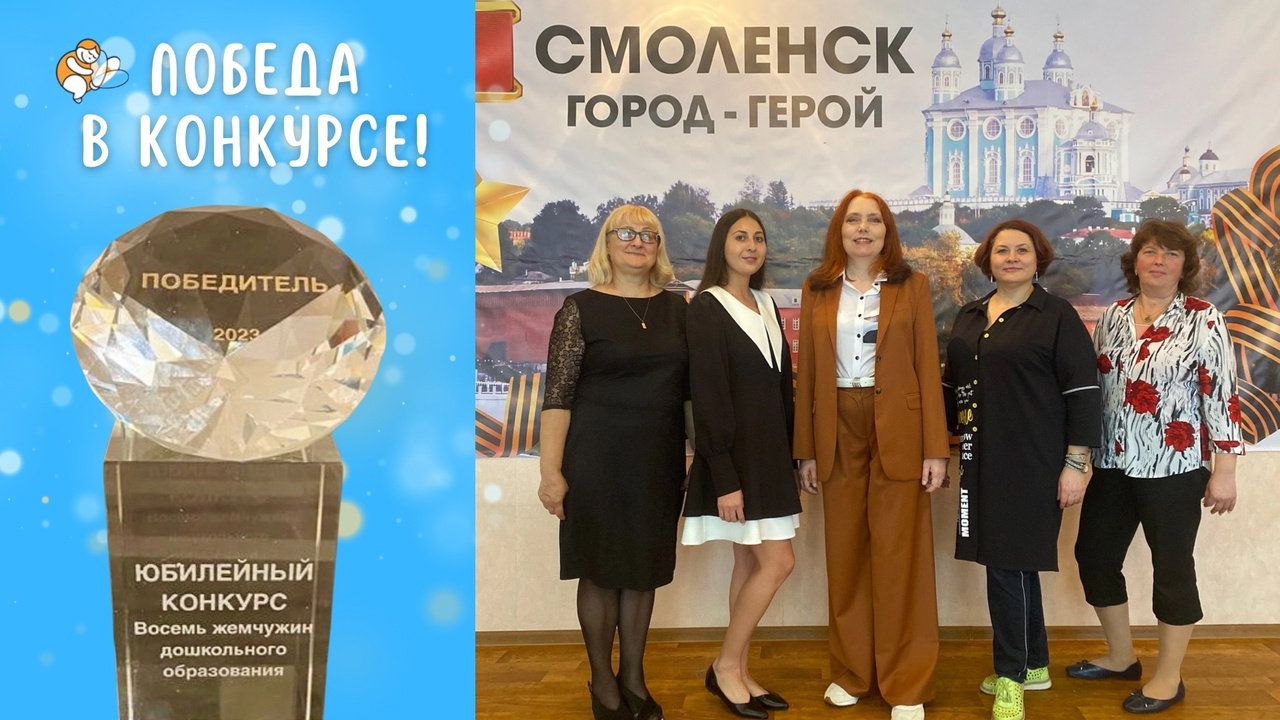 ПОБЕДА
В КОНКУРСЕ!
ПОБЕДИТЕЛЬ
2023
ЮБИЛЕЙНЫЙ
КОНКУРС
Восемь жемчужин
дошкольного
образования
СМОЛЕНСК
ГОРОД - ГЕРОЙ
MOMENT